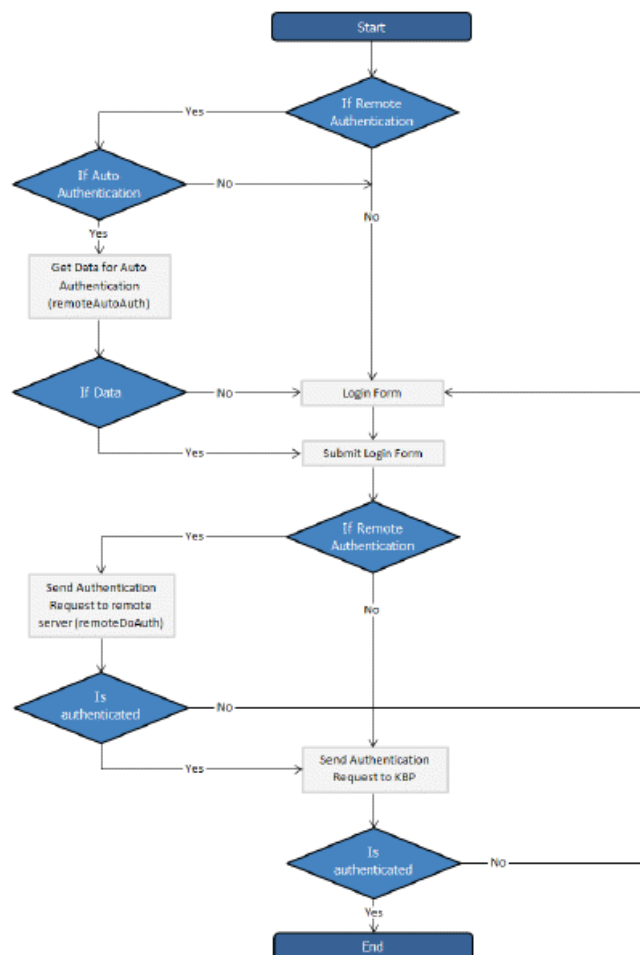 Start
If Remote
Authentication
Yes
If Auto
Authentication
No
No
Yes
Get Data for Auto
Authentication
(remoteAutoAuth)
If Data
No
Login Form
Yes
Submit Login Form
If Remote
Authentication
Yes
Send Authentication
Request to remote
server (remoteDoAuth)
No
Is
authenticated
No
Yes
Send Authentication
Request to KBP
Is
authenticated
No
Yes
End